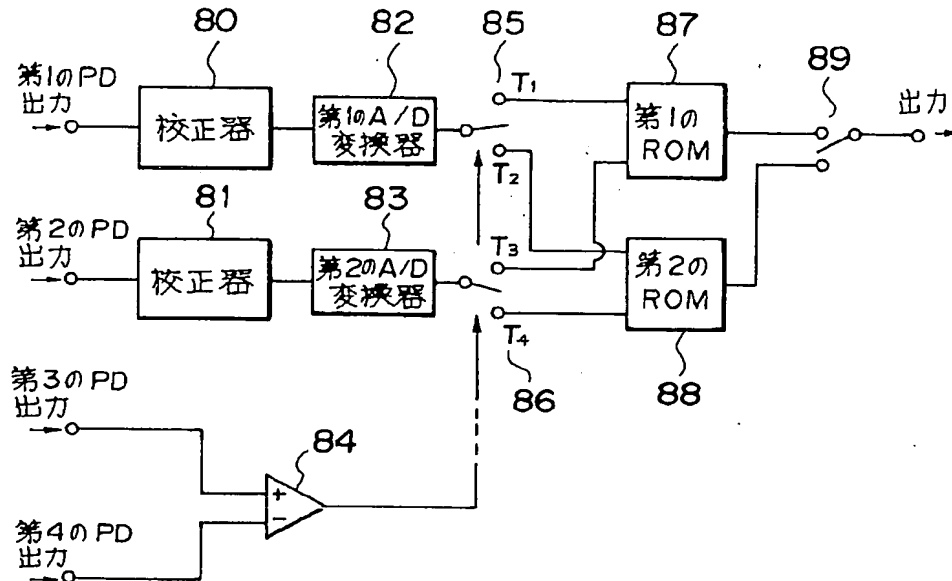 80
82
85
87
89
第1のPD
出力
校正器
第1のA/D
変換器
T1
T2
第1の
ROM
出力
81
83
第2のPD
出力
校正器
第2のA/D
変換器
T3
T4
第2の
ROM
86
88
第3のPD
出力
84
+
−
第4のPD
出力